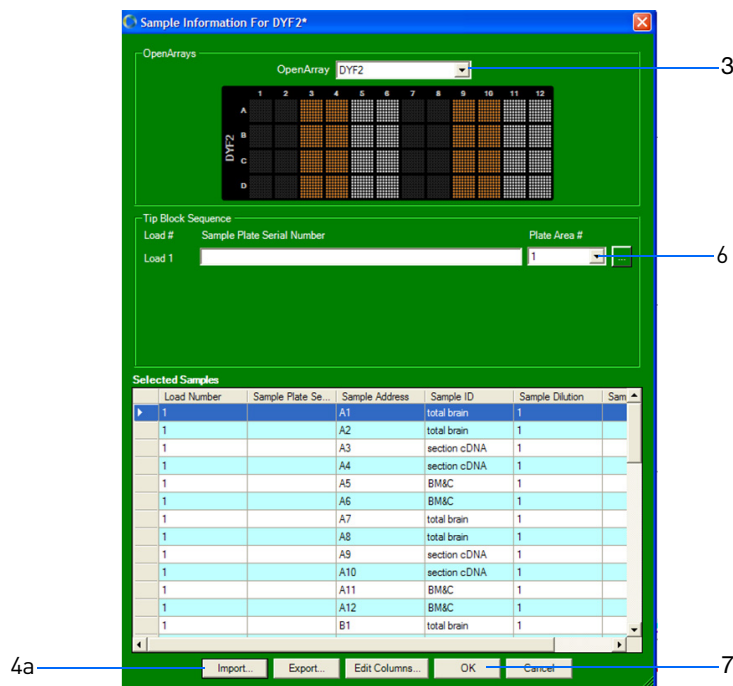 Sample Information For DYF2*
OpenArrays
OpenArray DYF2
3
1 2 3 4 5 6 7 8 9 10 11 12
A
B
C
D
DYF2
Tip Block Sequence
Load # Sample Plate Serial Number Plate Area #
Load 1 1 ...
6
Selected Samples
Load Number Sample Plate Se... Sample Address Sample ID Sample Dilution Sam
1 A1 total brain 1
1 A2 total brain 1
1 A3 section cDNA 1
1 A4 section cDNA 1
1 A5 BM&C 1
1 A6 BM&C 1
1 A7 total brain 1
1 A8 total brain 1
1 A9 section cDNA 1
1 A10 section cDNA 1
1 A11 BM&C 1
1 A12 BM&C 1
1 B1 total brain 1
4a Import... Export... Edit Columns... OK Cancel 7